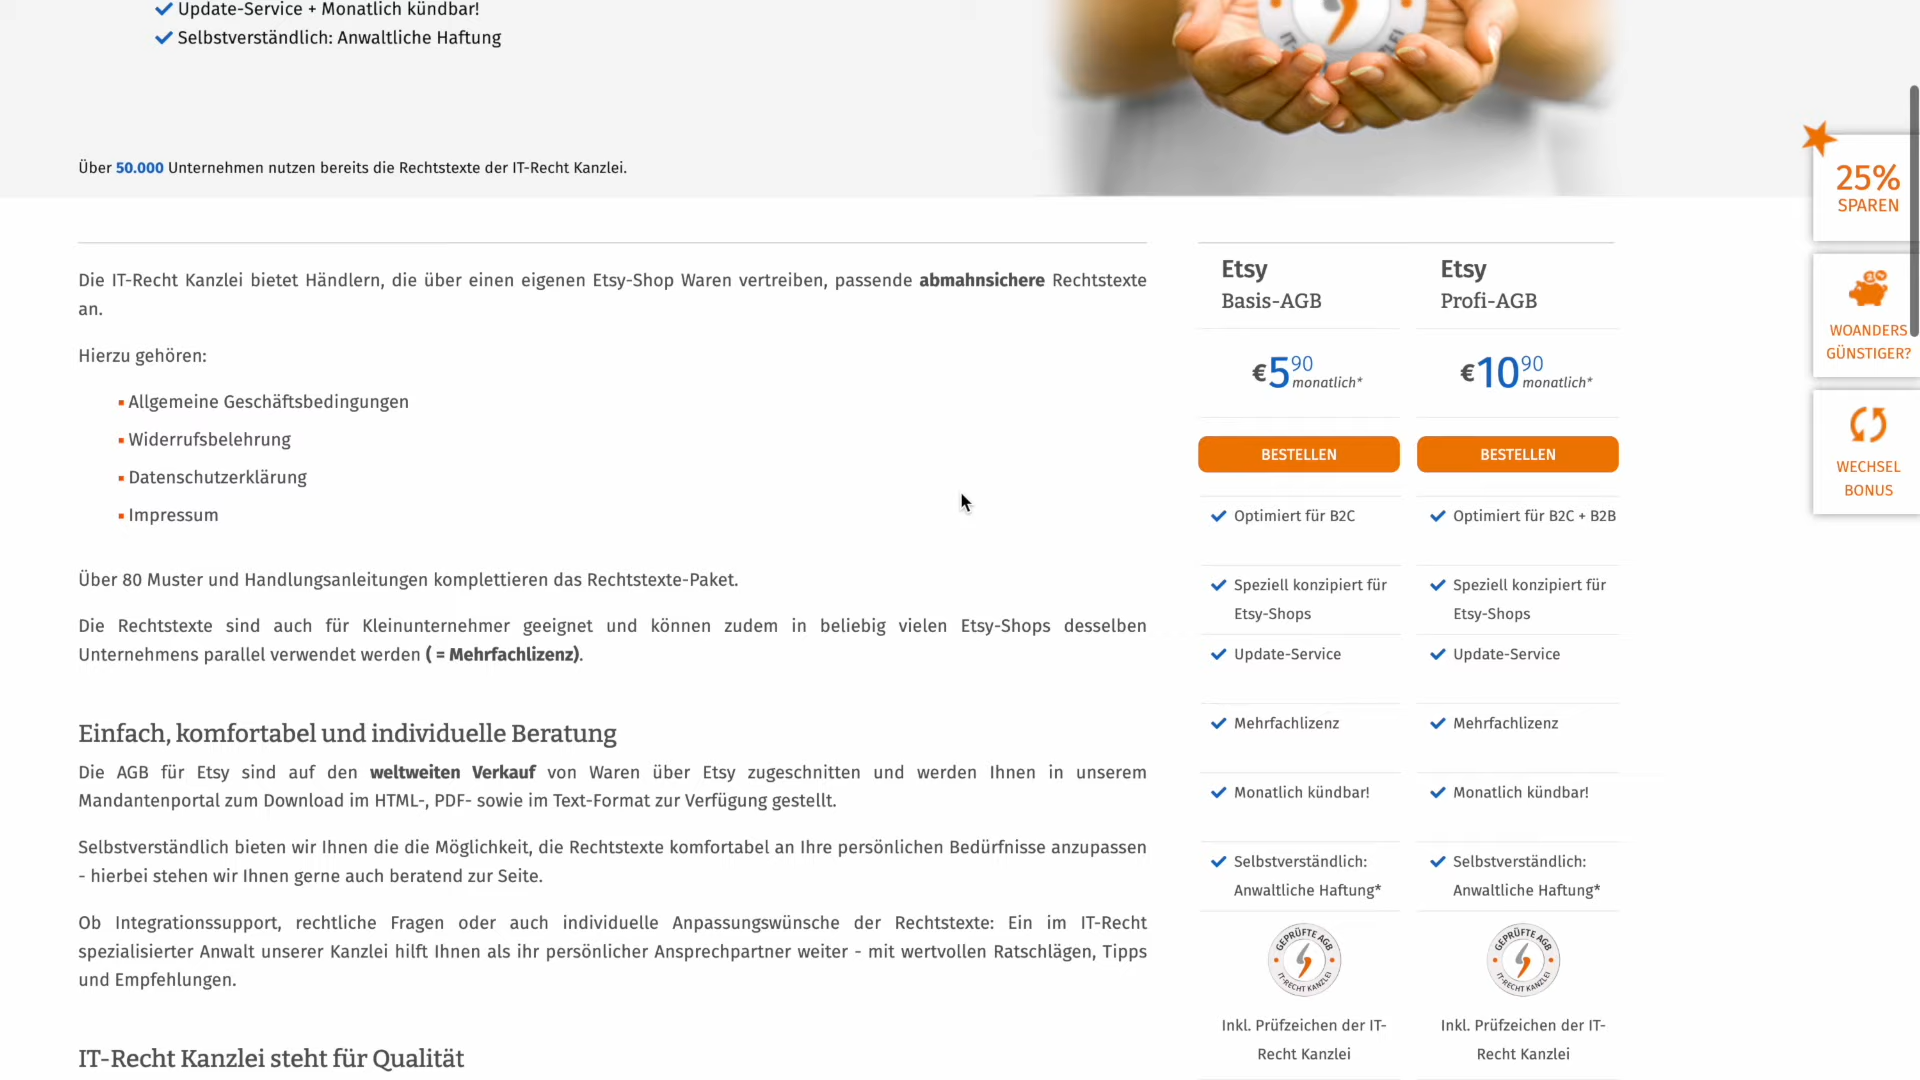 Update-Service + Monatlich kündbar!
Selbstverständlich: Anwaltliche Haftung
Über 50.000 Unternehmen nutzen bereits die Rechtstexte der IT-Recht Kanzlei.
Die IT-Recht Kanzlei bietet Händlern, die über einen eigenen Etsy-Shop Waren vertreiben, passende abmahnsichere Rechtstexte
an.
Hierzu gehören:
Allgemeine Geschäftsbedingungen
Widerrufsbelehrung
Datenschutzerklärung
Impressum
Über 80 Muster und Handlungsanleitungen komplettieren das Rechtstexte-Paket.
Die Rechtstexte sind auch für Kleinunternehmer geeignet und können zudem in beliebig vielen Etsy-Shops desselben
Unternehmens parallel verwendet werden ( = Mehrfachlizenz).
Einfach, komfortabel und individuelle Beratung
Die AGB für Etsy sind auf den weltweiten Verkauf von Waren über Etsy zugeschnitten und werden Ihnen in unserem
Mandantenportal zum Download im HTML-, PDF- sowie im Text-Format zur Verfügung gestellt.
Selbstverständlich bieten wir Ihnen die die Möglichkeit, die Rechtstexte komfortabel an Ihre persönlichen Bedürfnisse anzupassen
- hierbei stehen wir Ihnen gerne auch beratend zur Seite.
Ob Integrationssupport, rechtliche Fragen oder auch individuelle Anpassungswünsche der Rechtstexte: Ein im IT-Recht
spezialisierter Anwalt unserer Kanzlei hilft Ihnen als ihr persönlicher Ansprechpartner weiter - mit wertvollen Ratschlägen, Tipps
und Empfehlungen.
IT-Recht Kanzlei steht für Qualität
Etsy
Basis-AGB
€5 90 monatlich*
BESTELLEN
Optimiert für B2C
Speziell konzipiert für
Etsy-Shops
Update-Service
Mehrfachlizenz
Monatlich kündbar!
Selbstverständlich:
Anwaltliche Haftung*
GEPRÜFTE AGB
IT-RECHT KANZLEI
Inkl. Prüfzeichen der IT-
Recht Kanzlei
Etsy
Profi-AGB
€10 90 monatlich*
BESTELLEN
Optimiert für B2C + B2B
Speziell konzipiert für
Etsy-Shops
Update-Service
Mehrfachlizenz
Monatlich kündbar!
Selbstverständlich:
Anwaltliche Haftung*
GEPRÜFTE AGB
IT-RECHT KANZLEI
Inkl. Prüfzeichen der IT-
Recht Kanzlei
25%
SPAREN
WOANDERS
GÜNSTIGER?
WECHSEL
BONUS